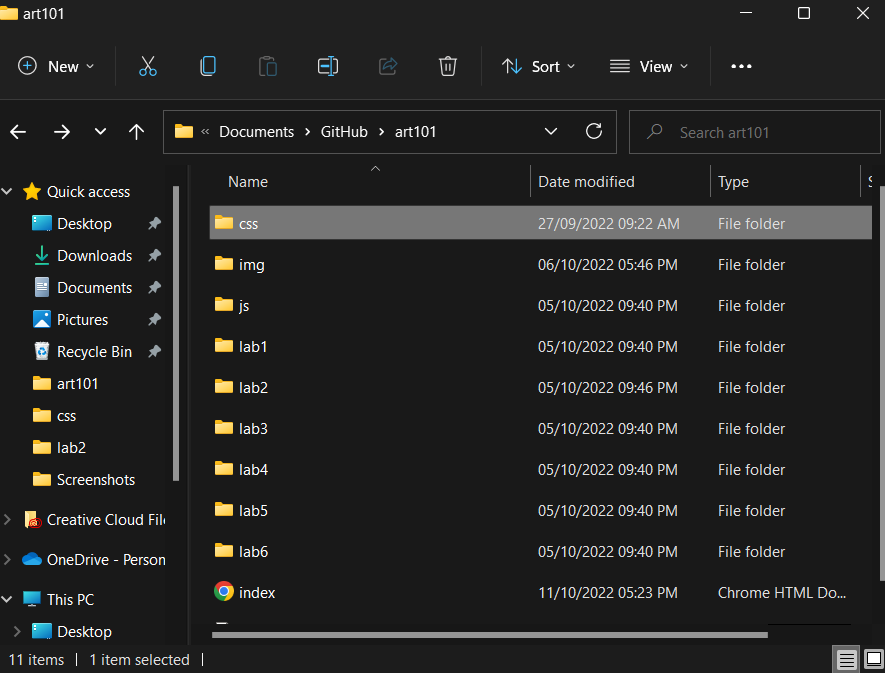 art101
New
Sort
View
« Documents > GitHub > art101
Search art101
Quick access
Desktop
Downloads
Documents
Pictures
Recycle Bin
art101
css
lab2
Screenshots
Creative Cloud Fil
OneDrive - Person
This PC
Desktop
Name Date modified Type S
css 27/09/2022 09:22 AM File folder
img 06/10/2022 05:46 PM File folder
js 05/10/2022 09:40 PM File folder
lab1 05/10/2022 09:40 PM File folder
lab2 05/10/2022 09:46 PM File folder
lab3 05/10/2022 09:40 PM File folder
lab4 05/10/2022 09:40 PM File folder
lab5 05/10/2022 09:40 PM File folder
lab6 05/10/2022 09:40 PM File folder
index 11/10/2022 05:23 PM Chrome HTML Do...
11 items | 1 item selected |